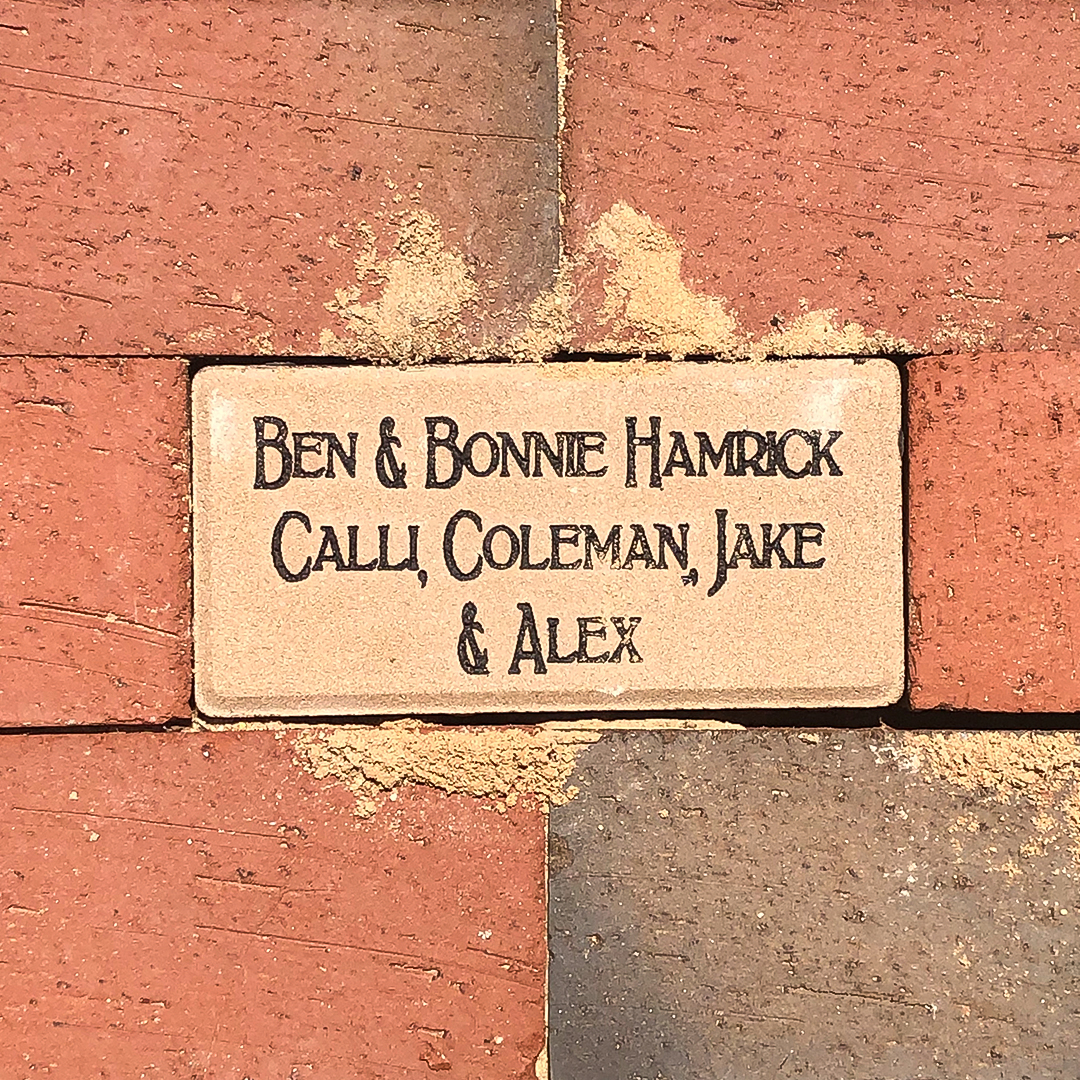 BEN & BONNIE HAMRICK
CALLI, COLEMAN, JAKE
& ALEX